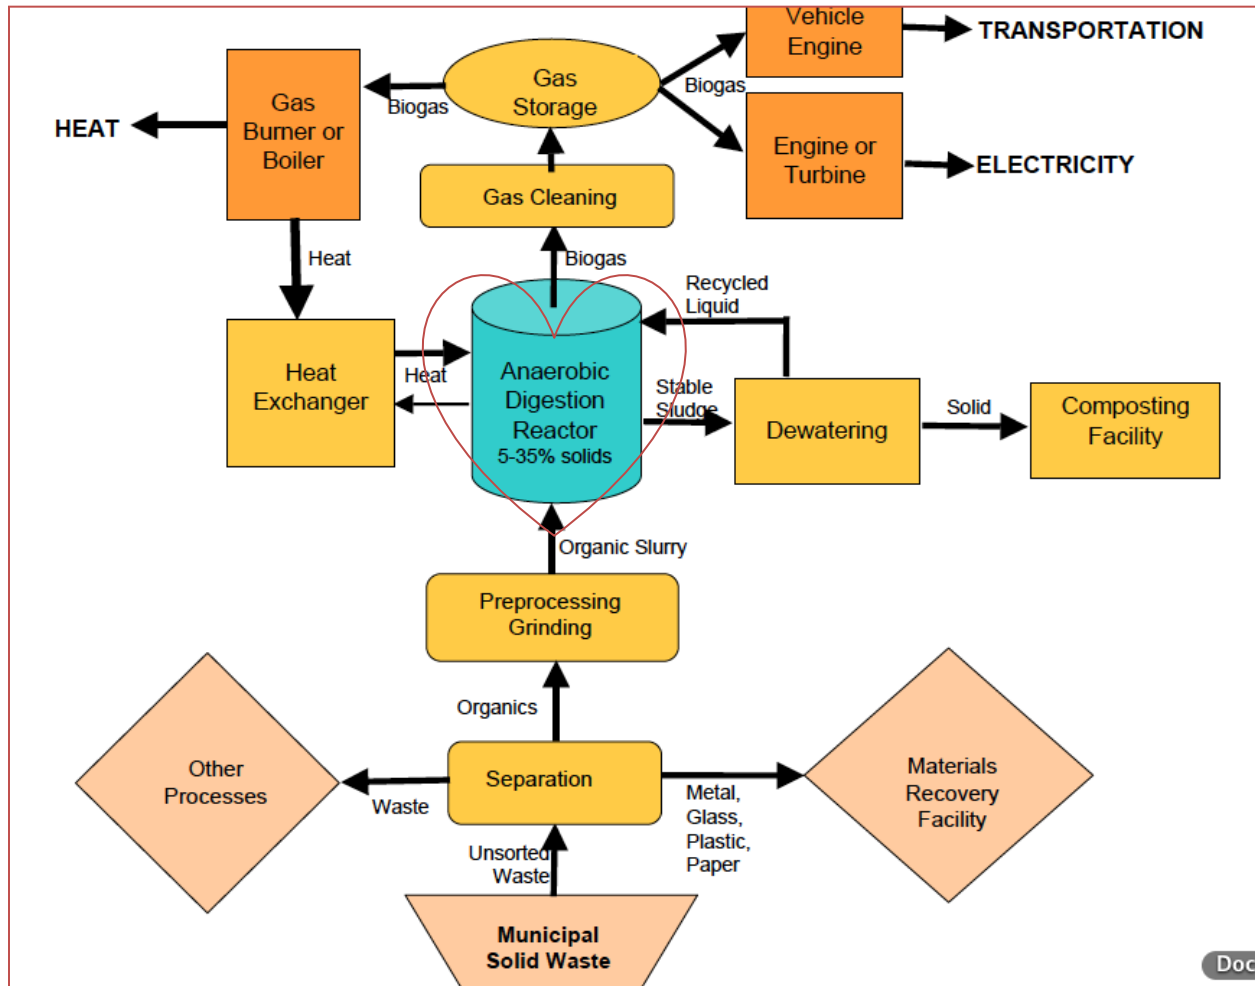 Vehicle
Engine
TRANSPORTATION
Gas
Storage
Biogas
Biogas
Gas
Burner or
Boiler
HEAT
Engine or
Turbine
ELECTRICITY
Gas Cleaning
Heat
Biogas
Recycled
Liquid
Heat
Exchanger
Heat
Anaerobic
Digestion
Reactor
5-35% solids
Stable
Sludge
Dewatering
Solid
Composting
Facility
Organic Slurry
Preprocessing
Grinding
Organics
Other
Processes
Waste
Separation
Metal,
Glass,
Plastic,
Paper
Materials
Recovery
Facility
Unsorted
Waste
Municipal
Solid Waste
Doc